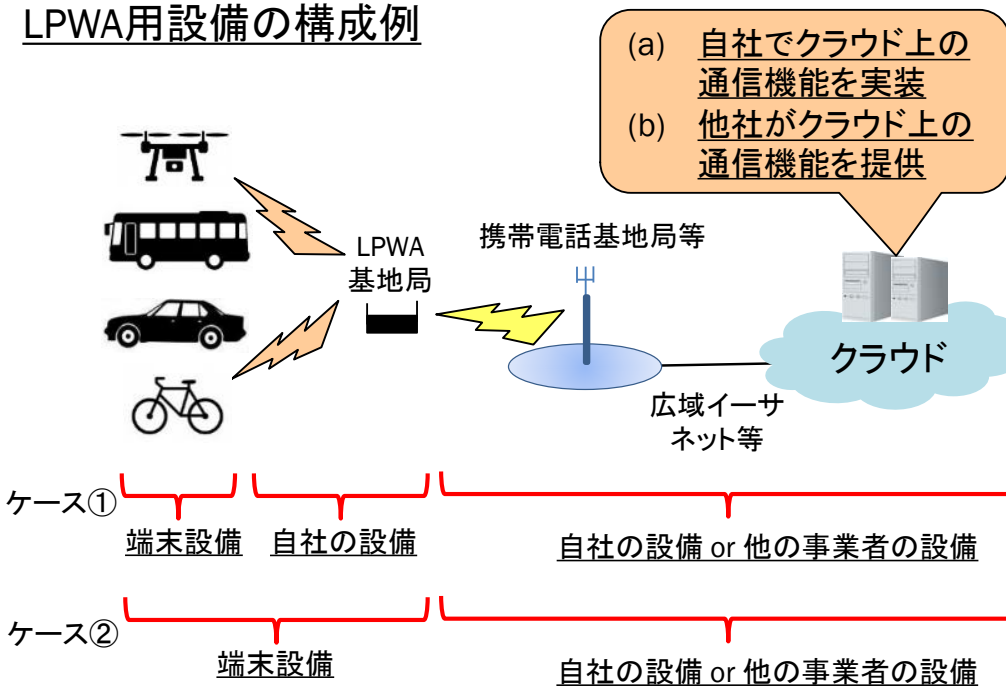 LPWA用設備の構成例
(a) 自社でクラウド上の
通信機能を実装
(b) 他社がクラウド上の
通信機能を提供
LPWA
基地局
携帯電話基地局等
クラウド
広域イーサ
ネット等
ケース①
端末設備
自社の設備
自社の設備 or 他の事業者の設備
ケース②
端末設備
自社の設備 or 他の事業者の設備